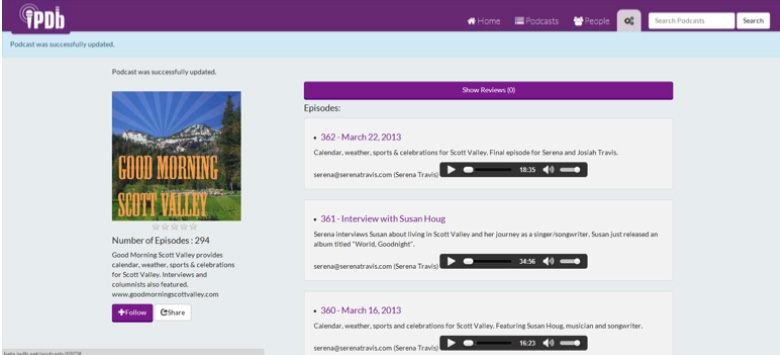 iPDb
Home Podcasts People Search Podcasts Search
Podcast was successfully updated.
Podcast was successfully updated.
GOOD MORNING
SCOTT VALLEY
Number of Episodes : 294
Good Morning Scott Valley provides
calendar, weather, sports & celebrations
for Scott Valley. Interviews and
columnists also featured.
www.goodmorningscottvalley.com
+Follow Share
Show Reviews (0)
Episodes:
362 - March 22, 2013
Calendar, weather, sports & celebrations for Scott Valley. Final episode for Serena and Josiah Travis.
serena@serenatravis.com (Serena Travis) 18:35
361 - Interview with Susan Houg
Serena interviews Susan about living in Scott Valley and her journey as a singer/songwriter. Susan just released an
album titled "World, Goodnight".
serena@serenatravis.com (Serena Travis) 34:56
360 - March 16, 2013
Calendar, weather, sports and celebrations for Scott Valley. Featuring Susan Houg, musician and songwriter.
serena@serenatravis.com (Serena Travis) 16:23